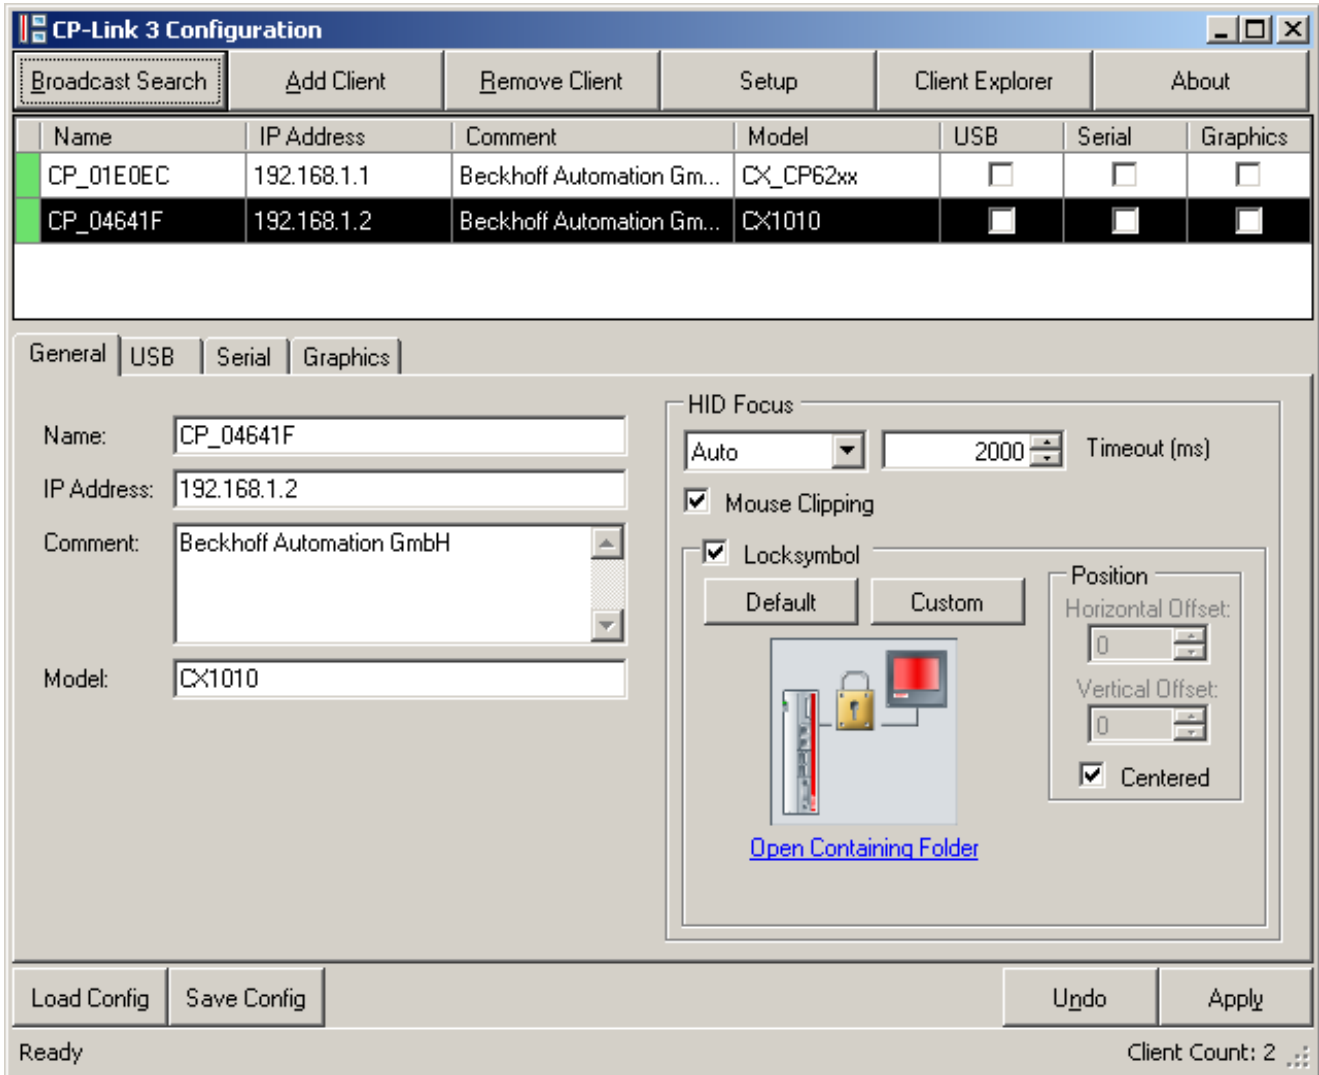 CP-Link 3 Configuration
Broadcast Search Add Client Remove Client Setup Client Explorer About
Name IP Address Comment Model USB Serial Graphics
CP_01E0EC 192.168.1.1 Beckhoff Automation Gm... CX_CP62xx
CP_04641F 192.168.1.2 Beckhoff Automation Gm... CX1010
General USB Serial Graphics
Name: CP_04641F
IP Address: 192.168.1.2
Comment: Beckhoff Automation GmbH
Model: CX1010
HID Focus
Auto 2000 Timeout (ms)
Mouse Clipping
Locksymbol
Default Custom
Position
Horizontal Offset:
0
Vertical Offset:
0
Centered
Open Containing Folder
Load Config Save Config Undo Apply
Ready Client Count: 2